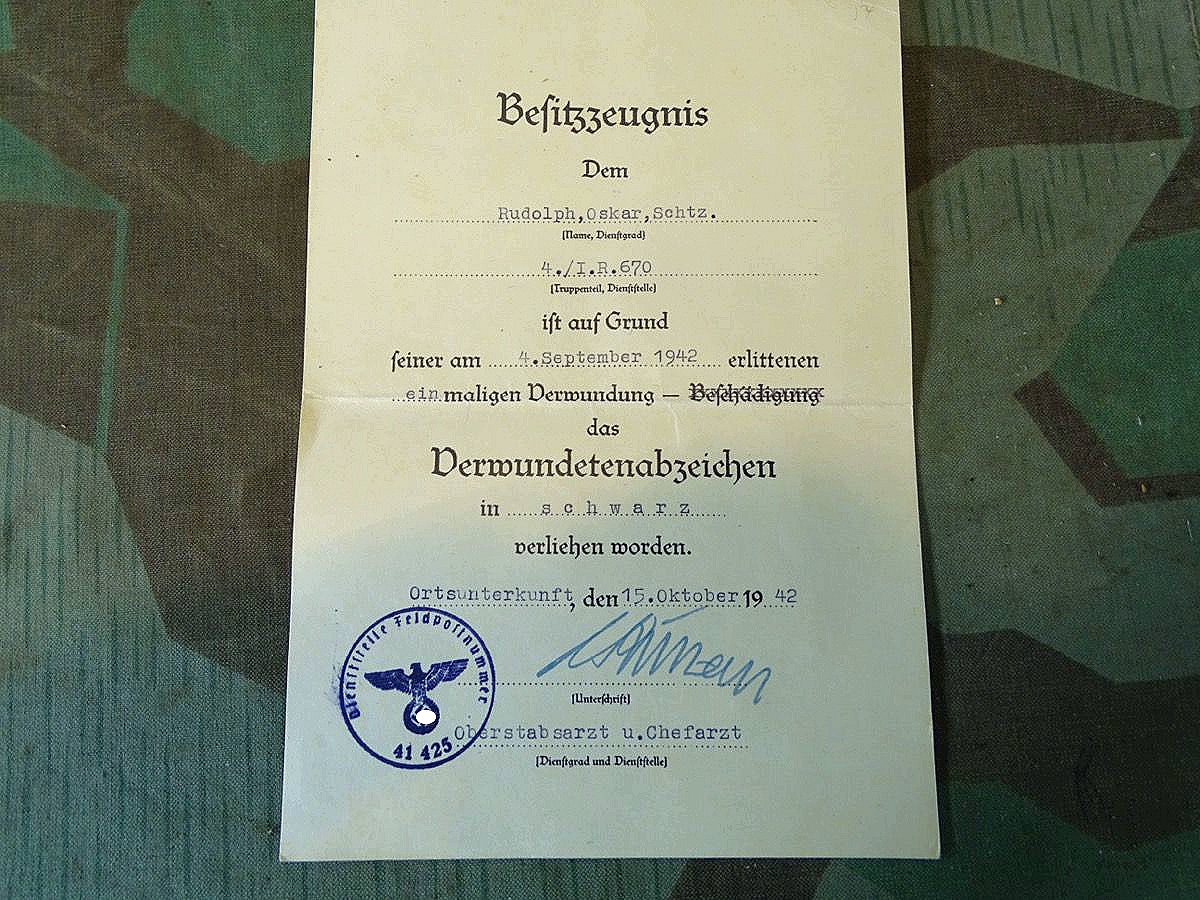 Besitzzeugnis
Dem
Rudolph,Oskar,Schtz.
(Name, Dienstgrad)
4./I.R.670
(Truppenteil, Dienststelle)
ist auf Grund
seiner am 4.September 1942 erlittenen
einmaligen Verwundung – Beschädigung
das
Verwundetenabzeichen
in schwarz
verliehen worden.
Ortsunterkunft, den 15.Oktober 1942
(Unterschrift)
Oberstabsarzt u.Chefarzt
(Dienstgrad und Dienststelle)
Dienststelle Feldpostnummer
41 425